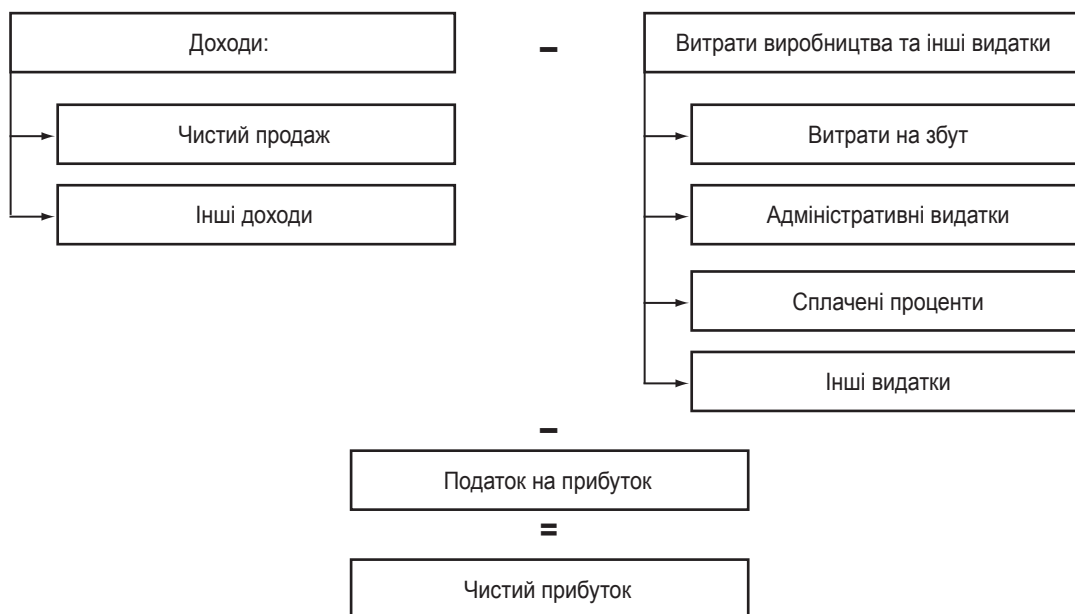 Доходи:
–
Витрати виробництва та інші видатки
Чистий продаж
Інші доходи
Витрати на збут
Адміністративні видатки
Сплачені проценти
Інші видатки
–
Податок на прибуток
=
Чистий прибуток